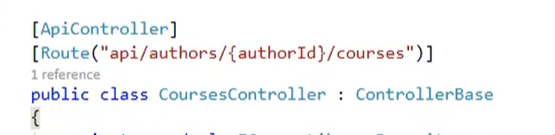 [ApiController]
[Route("api/authors/{authorId}/courses")]
1 reference
public class CoursesController : ControllerBase
{